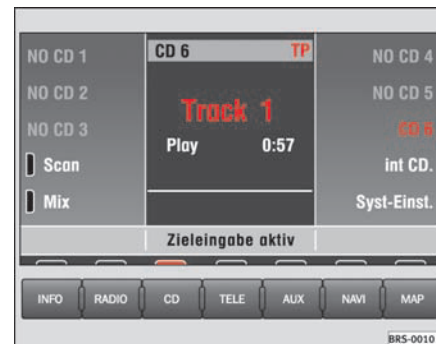 NO CD 1
NO CD 2
NO CD 3
Scan
Mix
CD 6 TP
Track 1
Play 0:57
NO CD 4
NO CD 5
CD 6
int CD.
Syst-Einst.
Zieleingabe aktiv
INFO RADIO CD TELE AUX NAVI MAP
BRS-0010